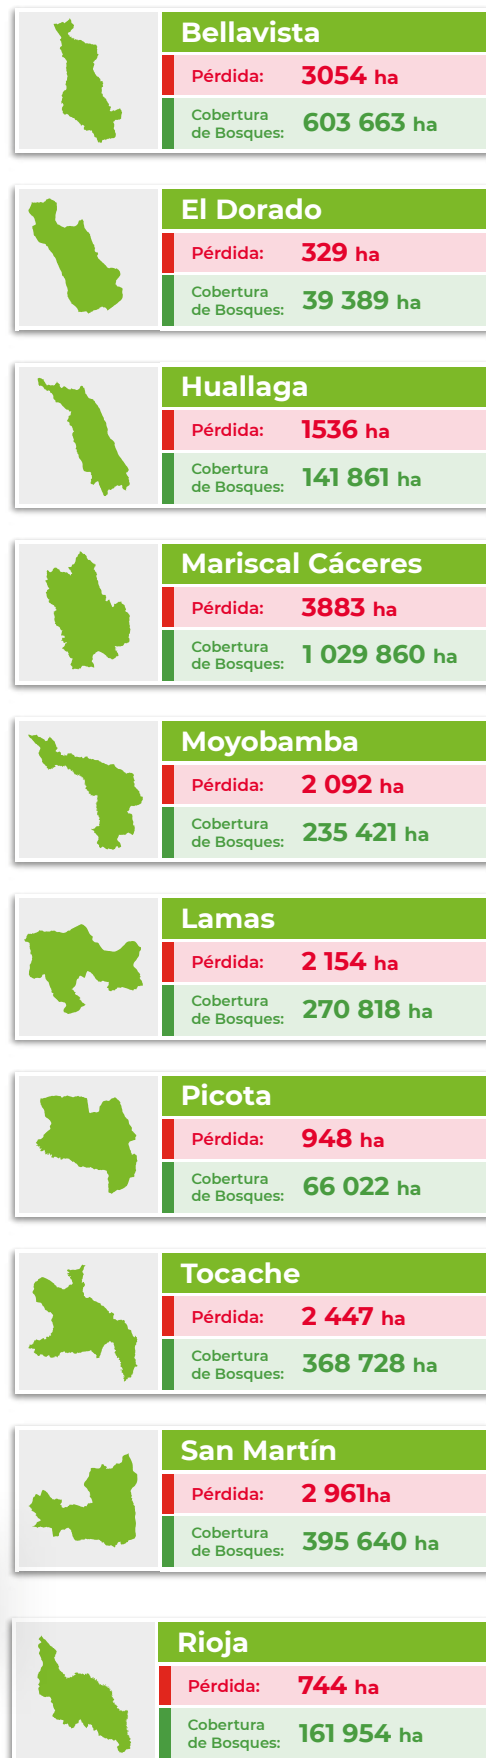 Bellavista
Pérdida: 3054 ha
Cobertura
de Bosques: 603 663 ha
El Dorado
Pérdida: 329 ha
Cobertura
de Bosques: 39 389 ha
Huallaga
Pérdida: 1536 ha
Cobertura
de Bosques: 141 861 ha
Mariscal Cáceres
Pérdida: 3883 ha
Cobertura
de Bosques: 1 029 860 ha
Moyobamba
Pérdida: 2 092 ha
Cobertura
de Bosques: 235 421 ha
Lamas
Pérdida: 2 154 ha
Cobertura
de Bosques: 270 818 ha
Picota
Pérdida: 948 ha
Cobertura
de Bosques: 66 022 ha
Tocache
Pérdida: 2 447 ha
Cobertura
de Bosques: 368 728 ha
San Martín
Pérdida: 2 961ha
Cobertura
de Bosques: 395 640 ha
Rioja
Pérdida: 744 ha
Cobertura
de Bosques: 161 954 ha